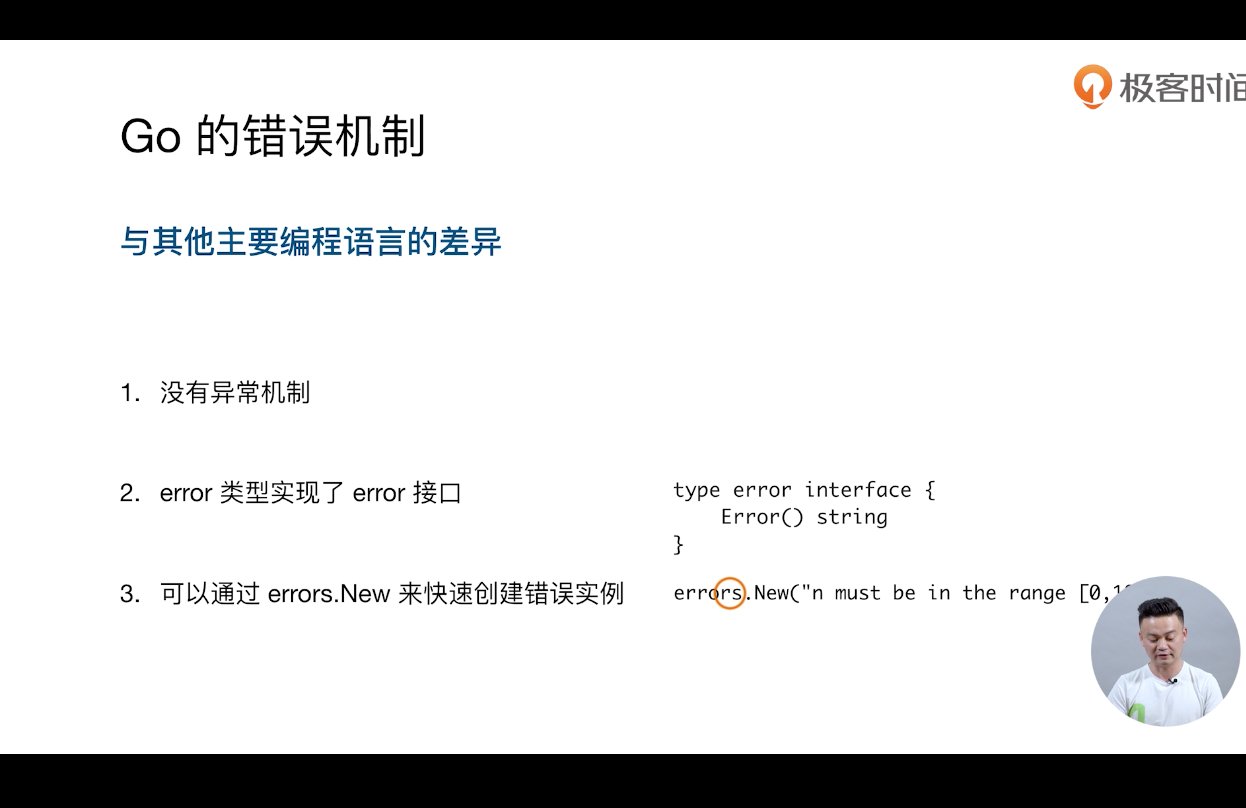 极客时间
Go 的错误机制
与其他主要编程语言的差异
1. 没有异常机制
2. error 类型实现了 error 接口
type error interface {
Error() string
}
3. 可以通过 errors.New 来快速创建错误实例
errors.New("n must be in the range [0,1